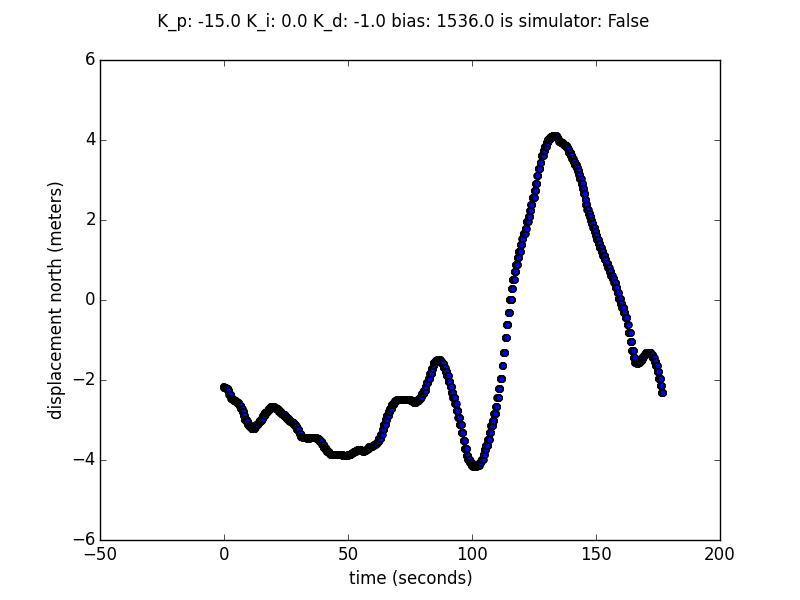 K_p: -15.0 K_i: 0.0 K_d: -1.0 bias: 1536.0 is simulator: False
6
4
2
0
−2
−4
−6
displacement north (meters)
−50 0 50 100 150 200
time (seconds)